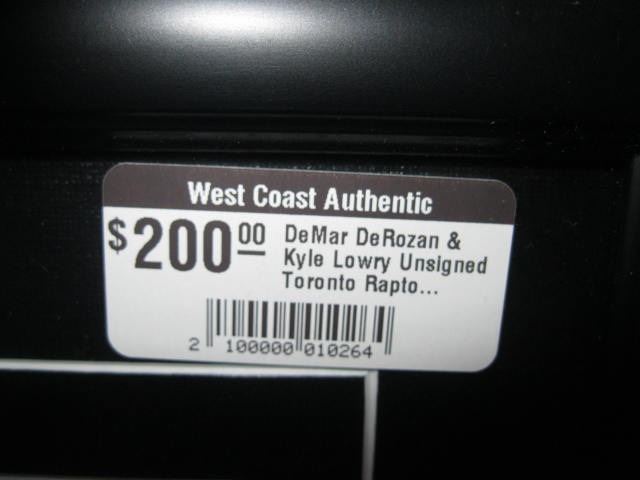 West Coast Authentic
$200.00 DeMar DeRozan &
Kyle Lowry Unsigned
Toronto Rapto...
2 100000 010264